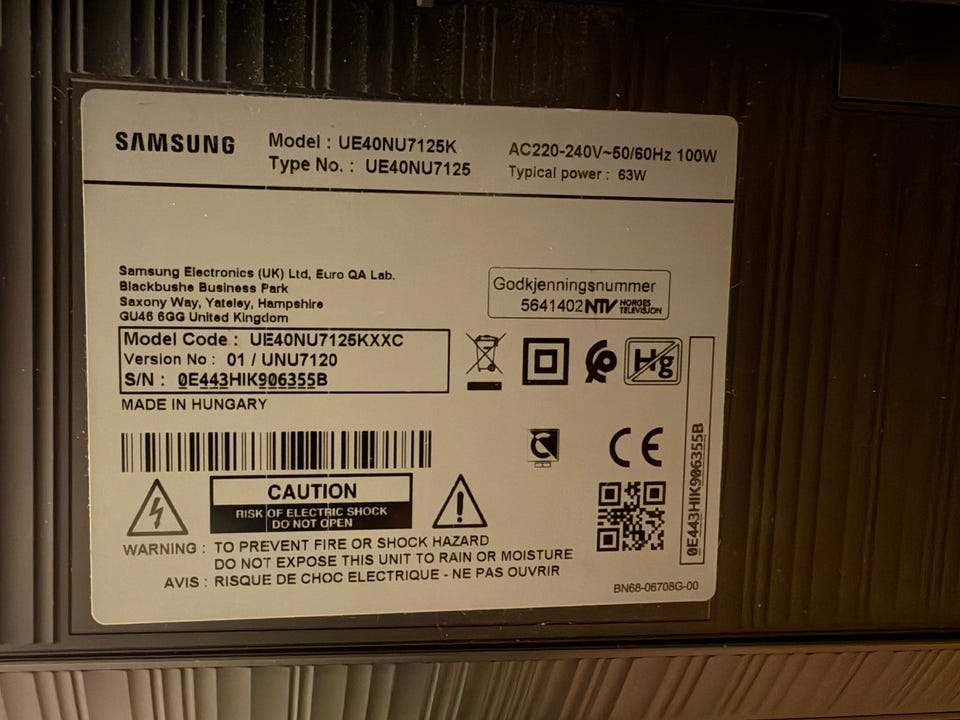 SAMSUNG
Model : UE40NU7125K
Type No. : UE40NU7125
AC220-240V~50/60Hz 100W
Typical power : 63W
Samsung Electronics (UK) Ltd, Euro QA Lab.
Blackbushe Business Park
Saxony Way, Yateley, Hampshire
GU46 6GG United Kingdom
Godkjenningsnummer
5641402 NTV NORGES TELEVISJON
Model Code : UE40NU7125KXXC
Version No : 01 / UNU7120
S/N : 0E443HIK906355B
MADE IN HUNGARY
Hg
CE
CAUTION
RISK OF ELECTRIC SHOCK
DO NOT OPEN
0E443HIK906355B
WARNING : TO PREVENT FIRE OR SHOCK HAZARD
DO NOT EXPOSE THIS UNIT TO RAIN OR MOISTURE
AVIS : RISQUE DE CHOC ELECTRIQUE - NE PAS OUVRIR
BN68-06708G-00